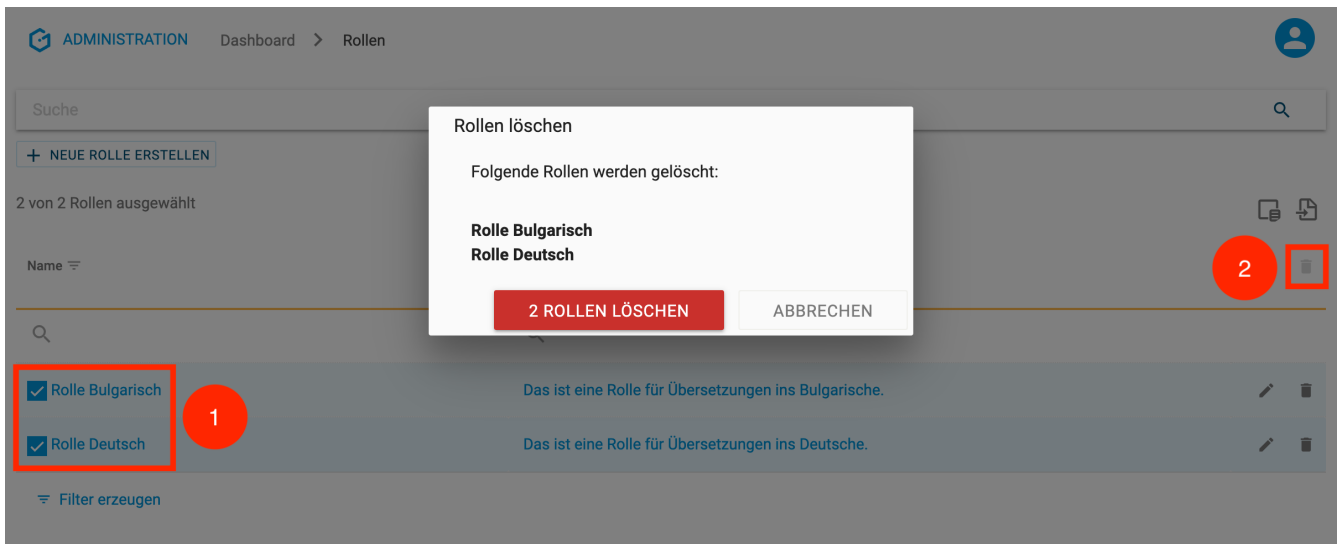 ADMINISTRATION Dashboard > Rollen
Suche
+ NEUE ROLLE ERSTELLEN
2 von 2 Rollen ausgewählt
Name
2
Rollen löschen
Folgende Rollen werden gelöscht:
Rolle Bulgarisch
Rolle Deutsch
2 ROLLEN LÖSCHEN ABBRECHEN
Rolle Bulgarisch Das ist eine Rolle für Übersetzungen ins Bulgarische.
1
Rolle Deutsch Das ist eine Rolle für Übersetzungen ins Deutsche.
Filter erzeugen